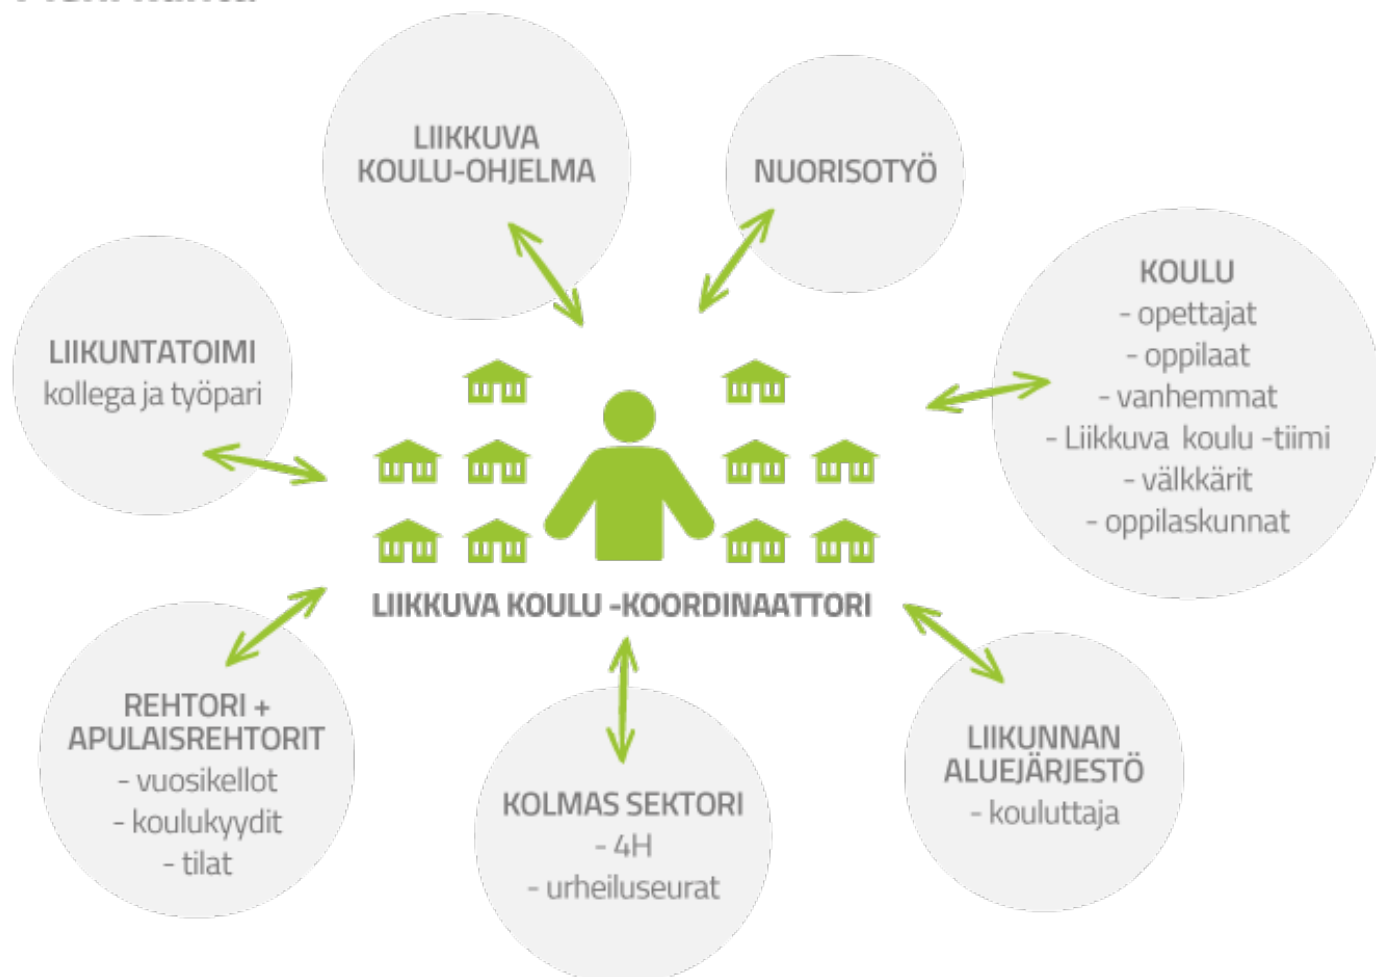 LIIKKUVA
KOULU-OHJELMA
NUORISOTYÖ
KOULU
- opettajat
- oppilaat
- vanhemmat
- Liikkuva koulu -tiimi
- välkkärit
- oppilaskunnat
LIIKUNTATOIMI
kollega ja työpari
LIIKKUVA KOULU -KOORDINAATTORI
REHTORI +
APULAISREHTORIT
- vuosikellot
- koulukyydit
- tilat
KOLMAS SEKTORI
- 4H
- urheiluseurat
LIIKUNNAN
ALUEJÄRJESTÖ
- kouluttaja